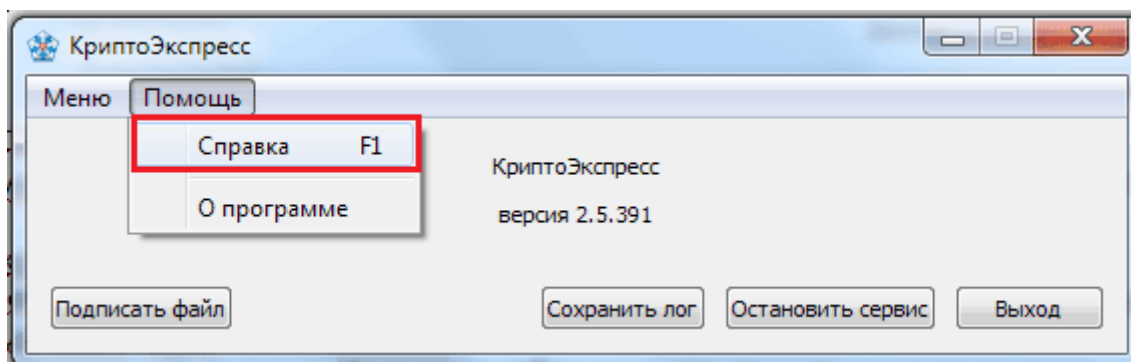 КриптоЭкспресс
Меню Помощь
Справка F1
КриптоЭкспресс
О программе
версия 2.5.391
Подписать файл Сохранить лог Остановить сервис Выход